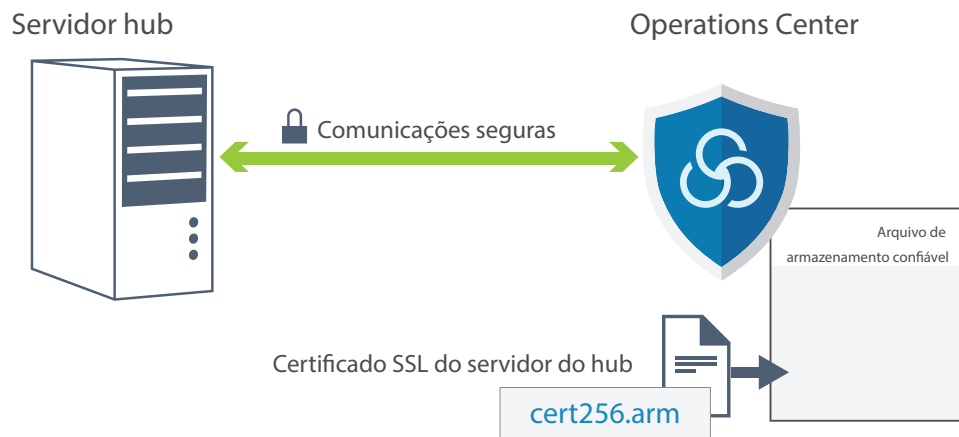 Servidor hub
Operations Center
Comunicações seguras
Arquivo de
armazenamento confiável
Certificado SSL do servidor do hub
cert256.arm